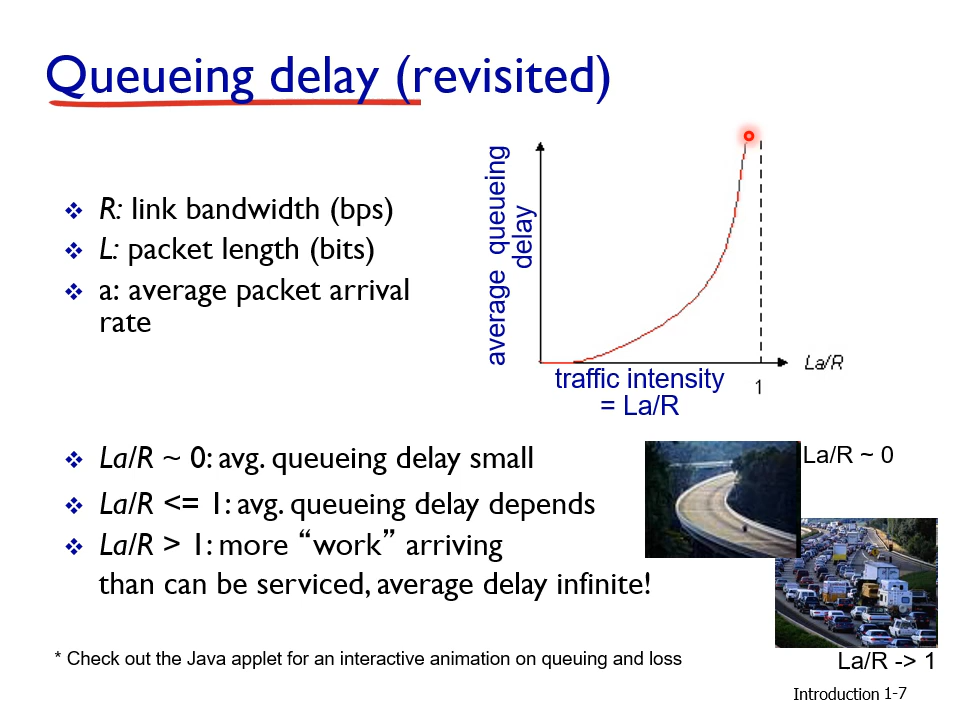 Queueing delay (revisited)
R: link bandwidth (bps)
L: packet length (bits)
a: average packet arrival
rate
average queueing
delay
La/R
traffic intensity
= La/R
1
La/R ~ 0: avg. queueing delay small
La/R <= 1: avg. queueing delay depends
La/R > 1: more “work” arriving
than can be serviced, average delay infinite!
La/R ~ 0
La/R -> 1
* Check out the Java applet for an interactive animation on queuing and loss
Introduction 1-7